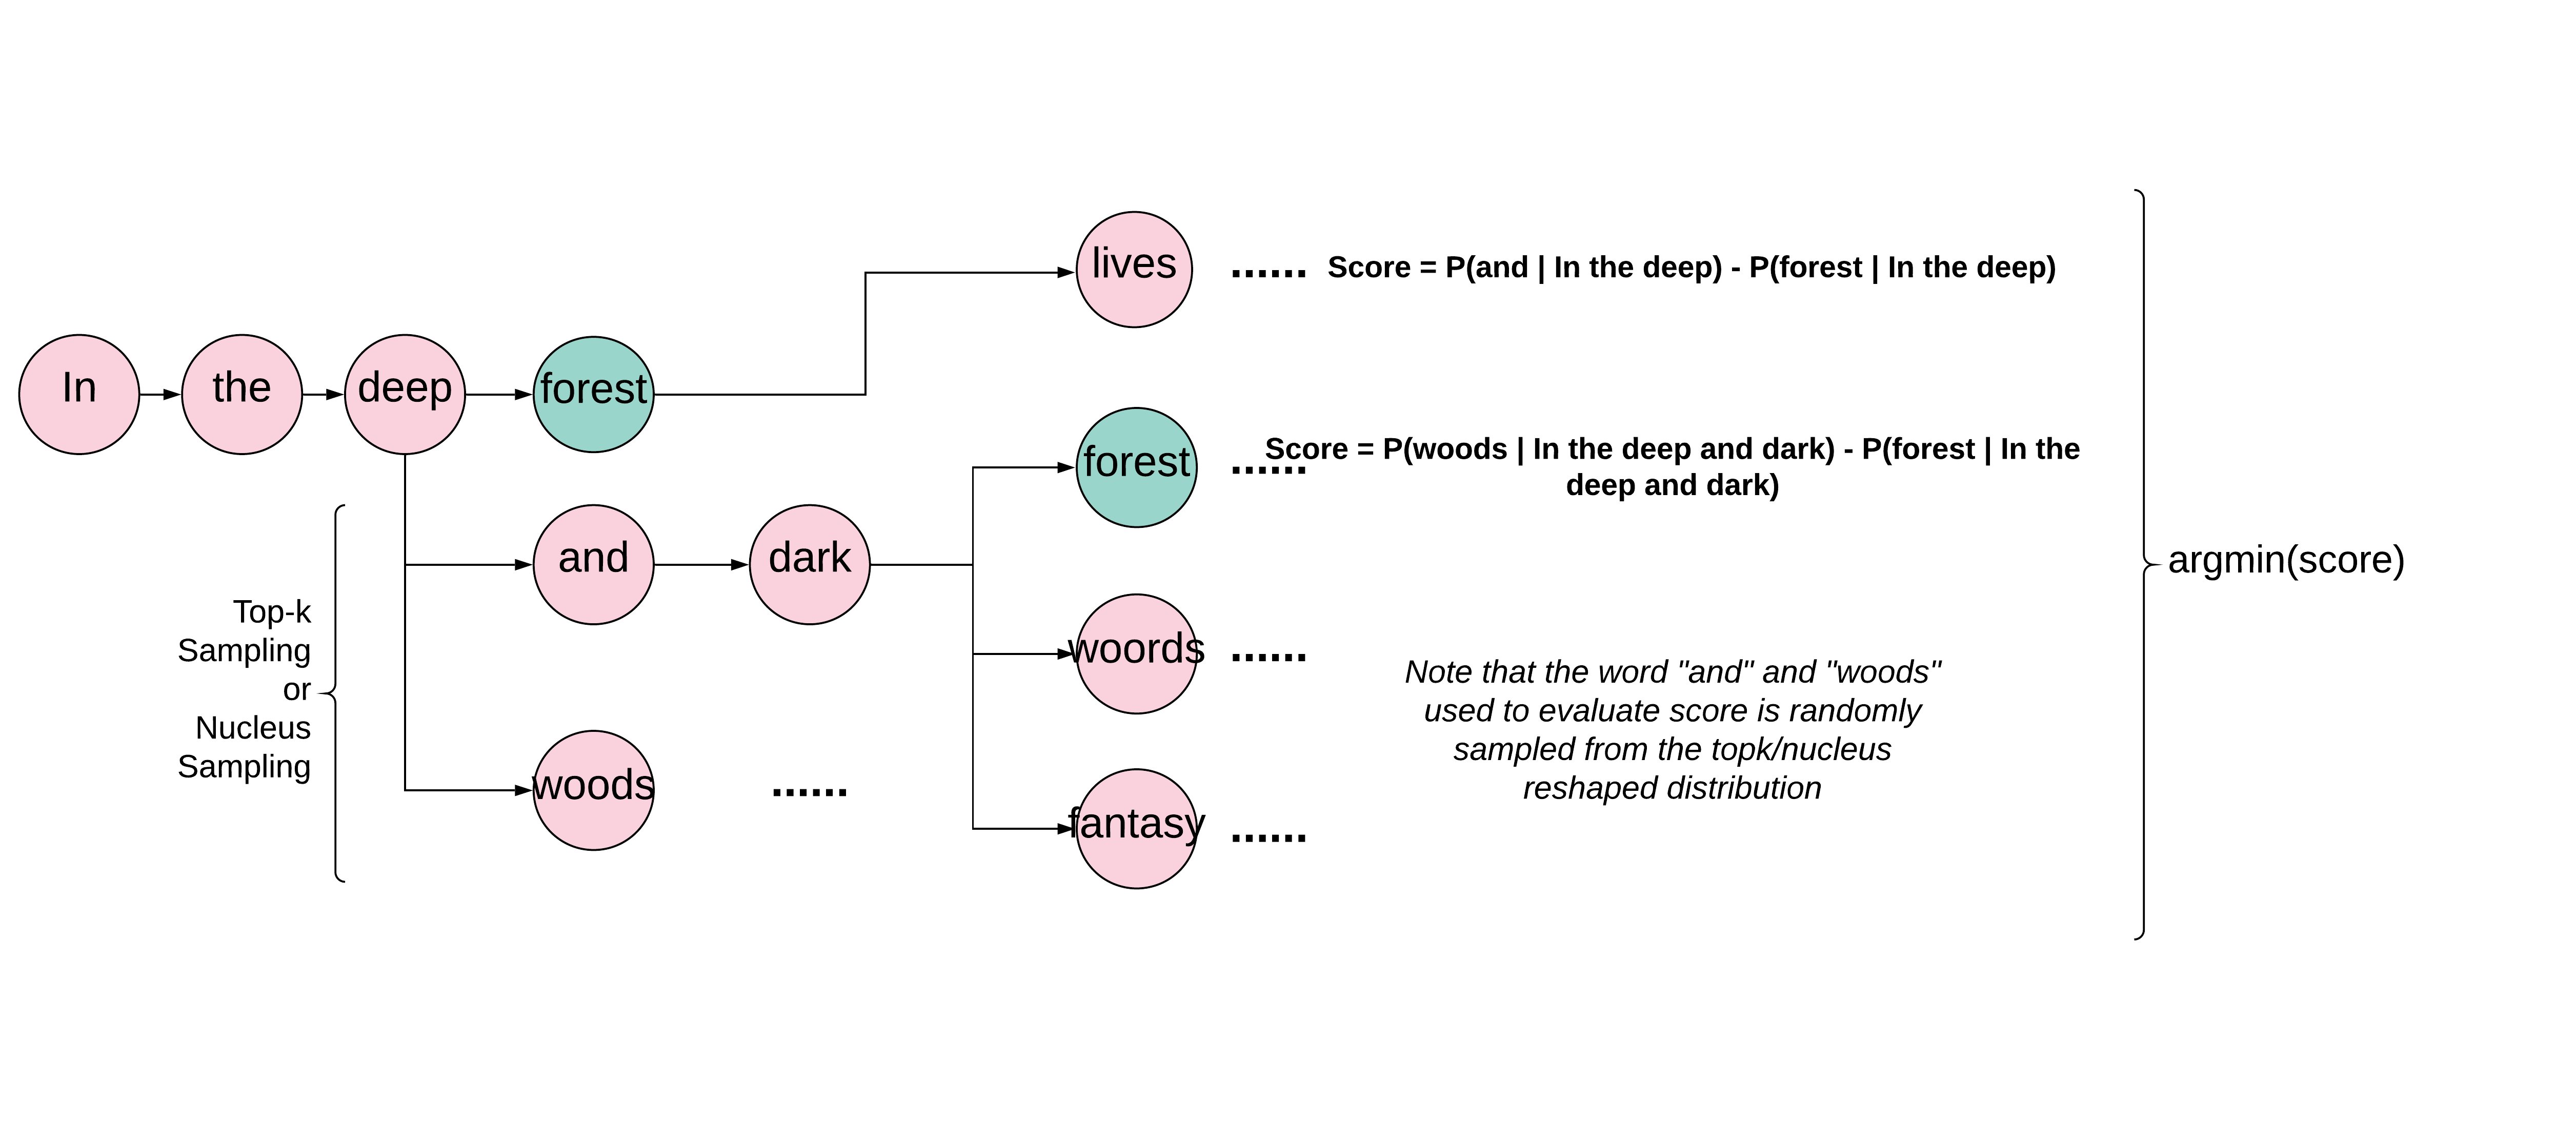 lives
...... Score = P(and | In the deep) - P(forest | In the deep)
In
the
deep
forest
forest
...... Score = P(woods | In the deep and dark) - P(forest | In the
deep and dark)
and
dark
argmin(score)
Top-k
Sampling
or
Nucleus
Sampling
woords
......
Note that the word "and" and "woods"
used to evaluate score is randomly
sampled from the topk/nucleus
reshaped distribution
woods
......
fantasy
......